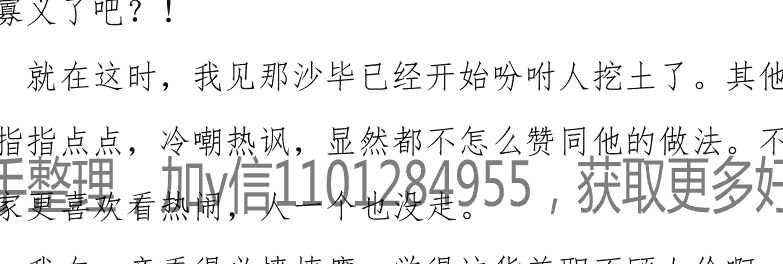 寡义了吧？！
就在这时，我见那沙毕已经开始吩咐人挖土了。其他
指指点点，冷嘲热讽，显然都不怎么赞同他的做法。不
手整理，加v信1101284955，获取更多好
家更喜欢看热闹，人一个也没走。